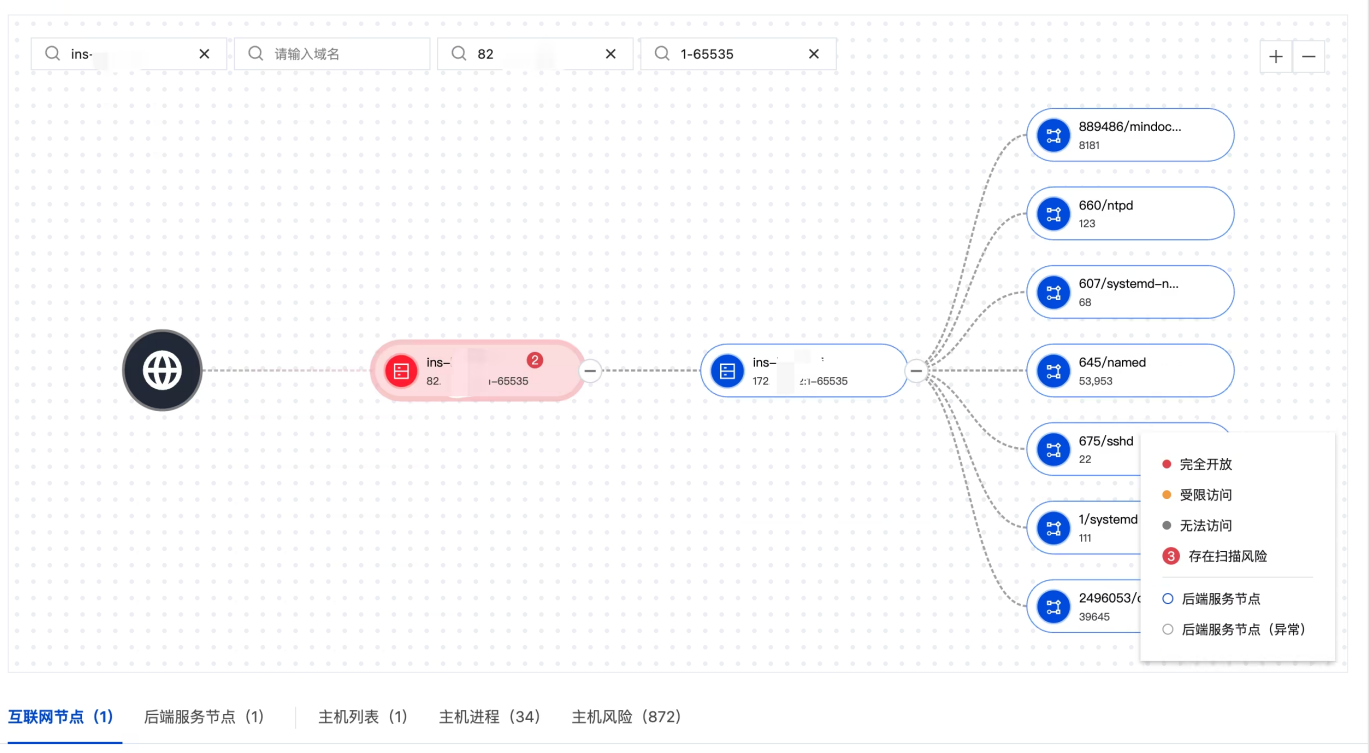 ins-
请输入域名
82
1-65535
889486/mindoc...
8181
660/ntpd
123
607/systemd-n...
68
ins-
2
82.
1-65535
ins-
172
2:1-65535
645/named
53,953
675/sshd
22
1/systemd
111
2496053/c
39645
完全开放
受限访问
无法访问
3 存在扫描风险
后端服务节点
后端服务节点（异常）
互联网节点（1） 后端服务节点（1） 主机列表（1） 主机进程（34） 主机风险（872）